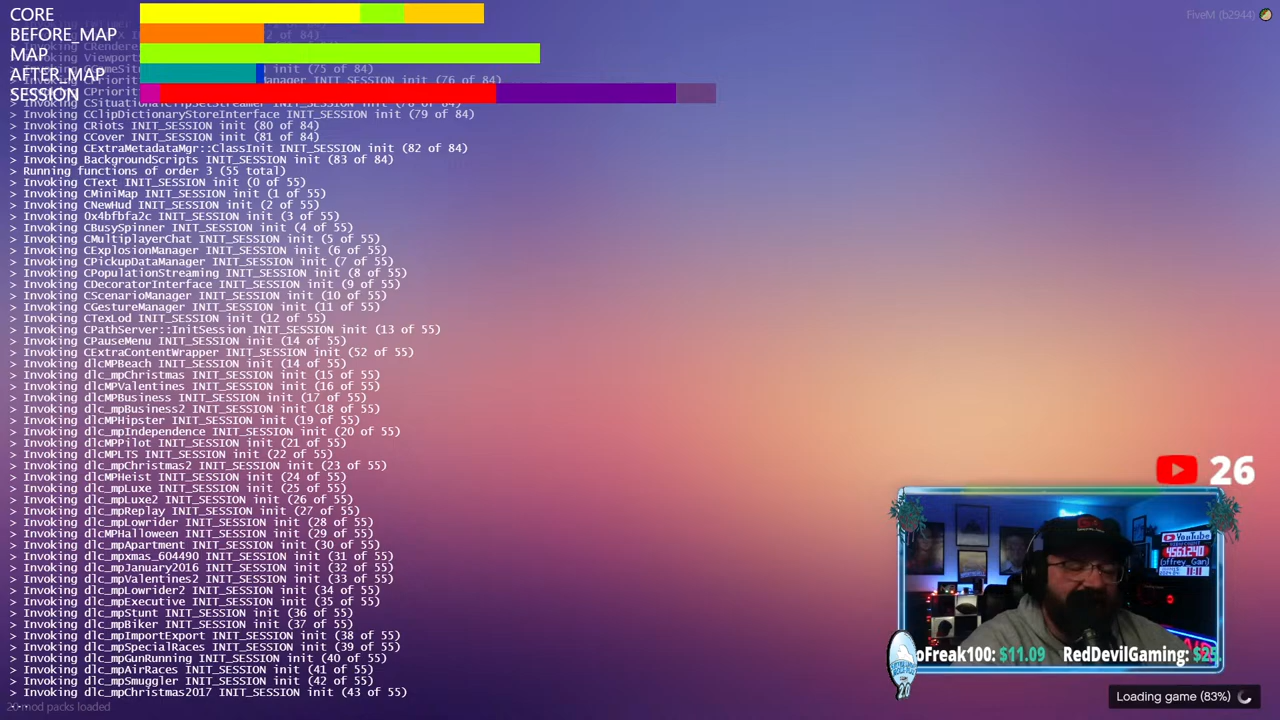 CORE
FiveM (b2944)
BEFORE_MAP
MAP
AFTER_MAP
SESSION
> Invoking CClipDictionaryStoreInterface INIT_SESSION init (79 of 84)
> Invoking CRiots INIT_SESSION init (80 of 84)
> Invoking CCover INIT_SESSION init (81 of 84)
> Invoking CExtraMetadataMgr::ClassInit INIT_SESSION init (82 of 84)
> Invoking BackgroundScripts INIT_SESSION init (83 of 84)
> Running functions of order 3 (55 total)
> Invoking CText INIT_SESSION init (0 of 55)
> Invoking CMiniMap INIT_SESSION init (1 of 55)
> Invoking CNewHud INIT_SESSION init (2 of 55)
> Invoking 0x4bfbfa2c INIT_SESSION init (3 of 55)
> Invoking CBusySpinner INIT_SESSION init (4 of 55)
> Invoking CMultiplayerChat INIT_SESSION init (5 of 55)
> Invoking CExplosionManager INIT_SESSION init (6 of 55)
> Invoking CPickupDataManager INIT_SESSION init (7 of 55)
> Invoking CPopulationStreaming INIT_SESSION init (8 of 55)
> Invoking CDecoratorInterface INIT_SESSION init (9 of 55)
> Invoking CScenarioManager INIT_SESSION init (10 of 55)
> Invoking CGestureManager INIT_SESSION init (11 of 55)
> Invoking CTexLod INIT_SESSION init (12 of 55)
> Invoking CPathServer::InitSession INIT_SESSION init (13 of 55)
> Invoking CPauseMenu INIT_SESSION init (14 of 55)
> Invoking CExtraContentWrapper INIT_SESSION init (52 of 55)
> Invoking dlcMPBeach INIT_SESSION init (14 of 55)
> Invoking dlc_mpChristmas INIT_SESSION init (15 of 55)
> Invoking dlcMPValentines INIT_SESSION init (16 of 55)
> Invoking dlcMPBusiness INIT_SESSION init (17 of 55)
> Invoking dlc_mpBusiness2 INIT_SESSION init (18 of 55)
> Invoking dlcMPHipster INIT_SESSION init (19 of 55)
> Invoking dlc_mpIndependence INIT_SESSION init (20 of 55)
> Invoking dlcMPPilot INIT_SESSION init (21 of 55)
> Invoking dlcMPLTS INIT_SESSION init (22 of 55)
> Invoking dlc_mpChristmas2 INIT_SESSION init (23 of 55)
> Invoking dlcMPHeist INIT_SESSION init (24 of 55)
> Invoking dlc_mpLuxe INIT_SESSION init (25 of 55)
> Invoking dlc_mpLuxe2 INIT_SESSION init (26 of 55)
> Invoking dlc_mpReplay INIT_SESSION init (27 of 55)
> Invoking dlc_mpLowrider INIT_SESSION init (28 of 55)
> Invoking dlcMPHalloween INIT_SESSION init (29 of 55)
> Invoking dlc_mpApartment INIT_SESSION init (30 of 55)
> Invoking dlc_mpxmas_604490 INIT_SESSION init (31 of 55)
> Invoking dlc_mpJanuary2016 INIT_SESSION init (32 of 55)
> Invoking dlc_mpValentines2 INIT_SESSION init (33 of 55)
> Invoking dlc_mpLowrider2 INIT_SESSION init (34 of 55)
> Invoking dlc_mpExecutive INIT_SESSION init (35 of 55)
> Invoking dlc_mpStunt INIT_SESSION init (36 of 55)
> Invoking dlc_mpBiker INIT_SESSION init (37 of 55)
> Invoking dlc_mpImportExport INIT_SESSION init (38 of 55)
> Invoking dlc_mpSpecialRaces INIT_SESSION init (39 of 55)
> Invoking dlc_mpGunRunning INIT_SESSION init (40 of 55)
> Invoking dlc_mpAirRaces INIT_SESSION init (41 of 55)
> Invoking dlc_mpSmuggler INIT_SESSION init (42 of 55)
> Invoking dlc_mpChristmas2017 INIT_SESSION init (43 of 55)
mod packs loaded
26
YouTube
4561240
offrey_Gan
11:11
oFreak100: $11.09 RedDevilGaming: $25
2.0
Loading game (83%)